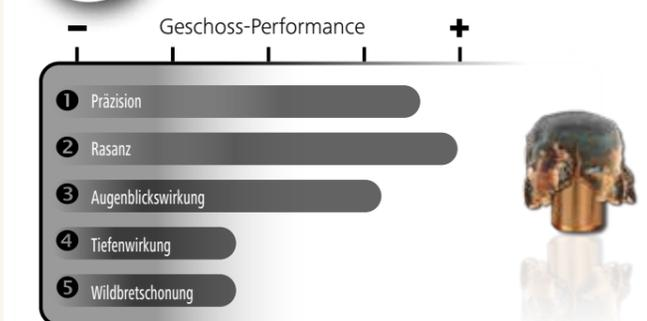 − Geschoss-Performance +
1 Präzision
2 Rasanz
3 Augenblickswirkung
4 Tiefenwirkung
5 Wildbretschonung